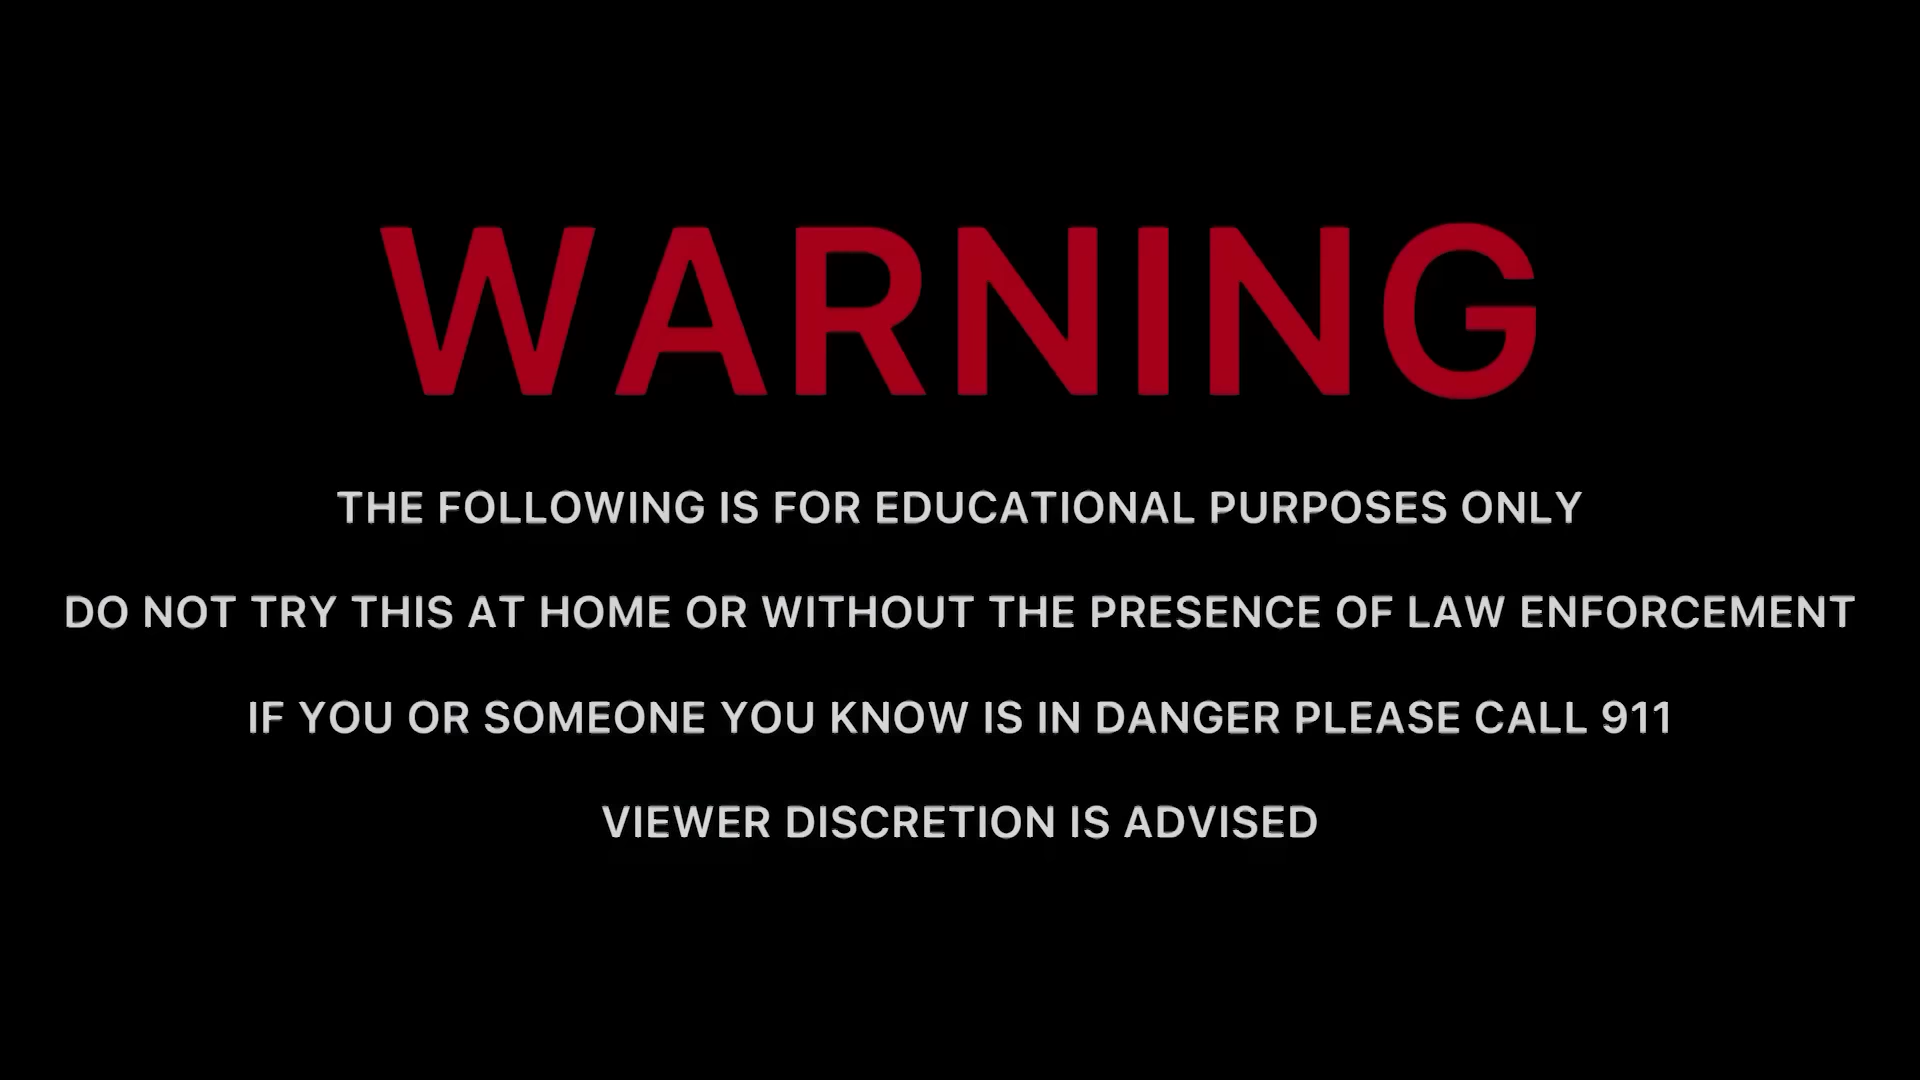 WARNING
THE FOLLOWING IS FOR EDUCATIONAL PURPOSES ONLY
DO NOT TRY THIS AT HOME OR WITHOUT THE PRESENCE OF LAW ENFORCEMENT
IF YOU OR SOMEONE YOU KNOW IS IN DANGER PLEASE CALL 911
VIEWER DISCRETION IS ADVISED